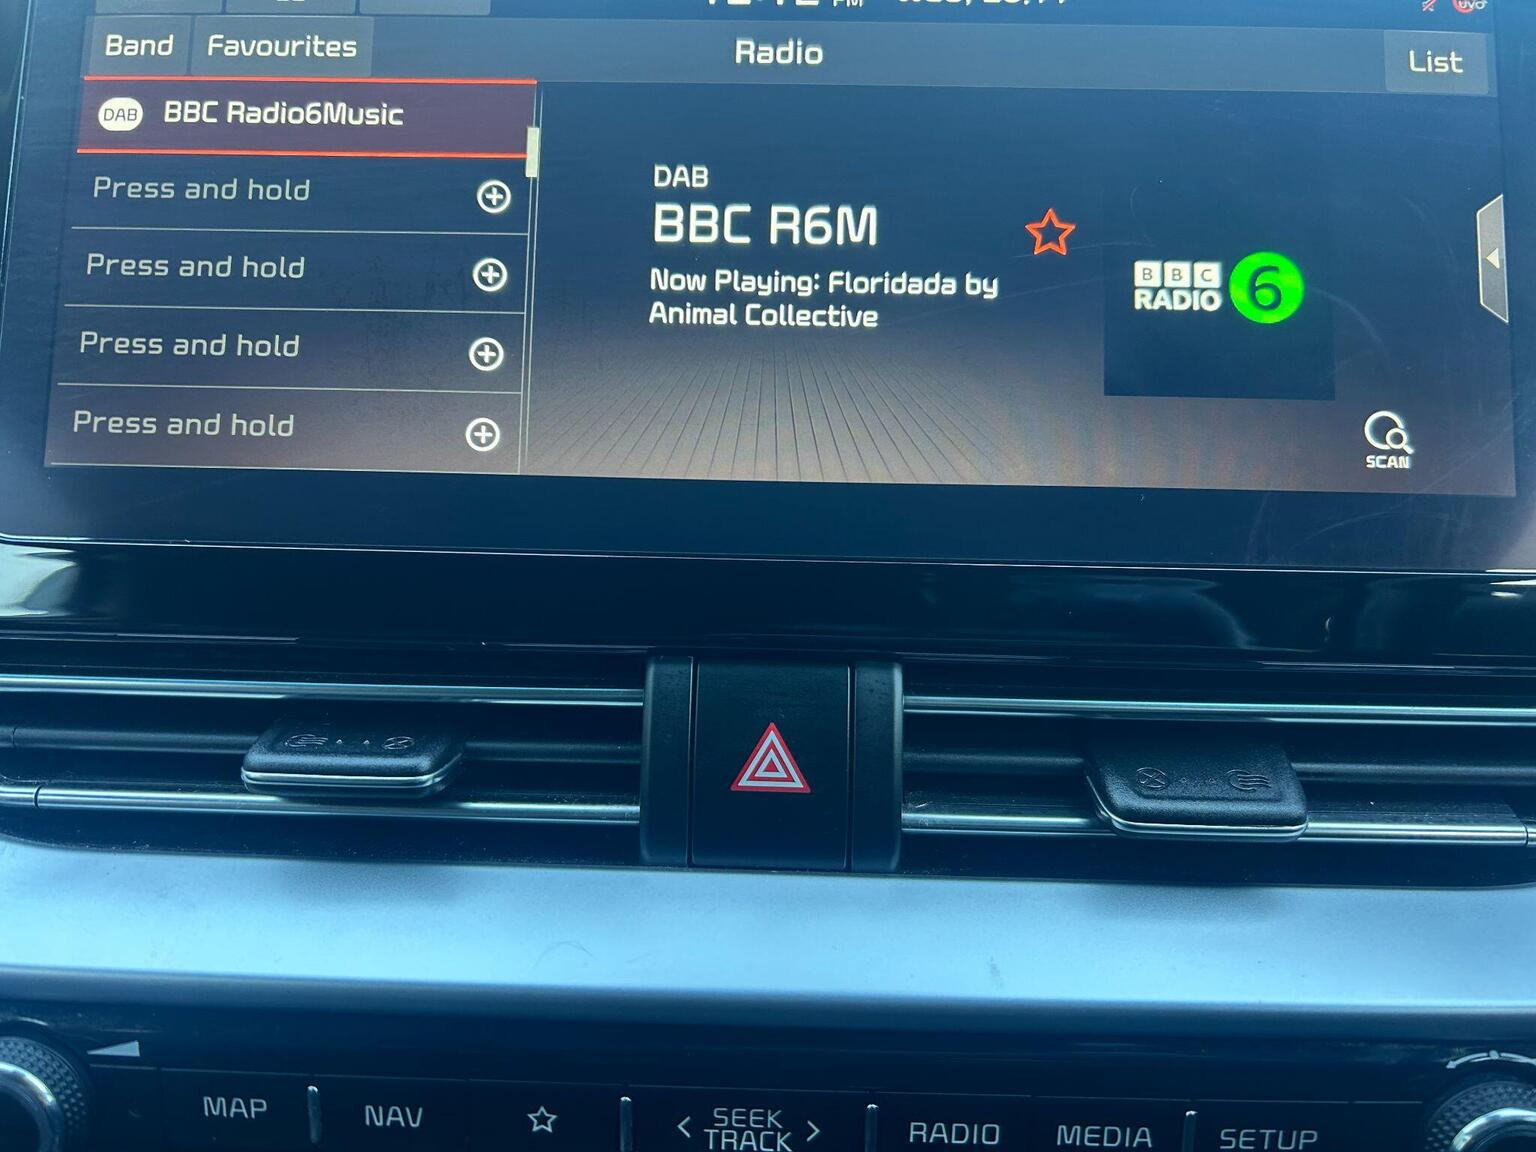 Band
Favourites
Radio
List
DAB BBC Radio6Music
Press and hold
Press and hold
Press and hold
Press and hold
DAB
BBC R6M
Now Playing: Floridada by
Animal Collective
BBC
RADIO 6
SCAN
MAP
NAV
< SEEK >
TRACK
RADIO
MEDIA
SETUP